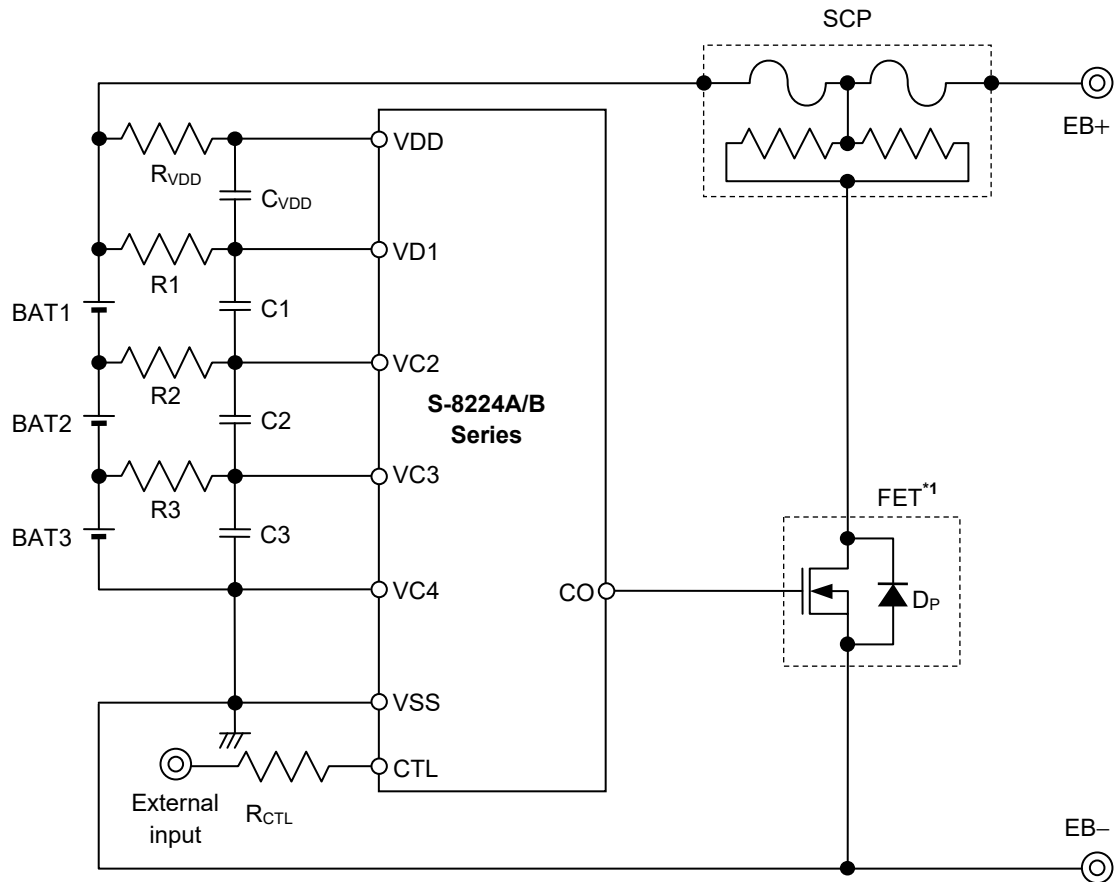 SCP
EB+
VDD
RVDD
CVDD
VD1
R1
BAT1
C1
VC2
R2
S-8224A/B
Series
BAT2
C2
VC3
R3
FET*1
BAT3
C3
VC4
CO
DP
VSS
CTL
External
input
RCTL
EB−